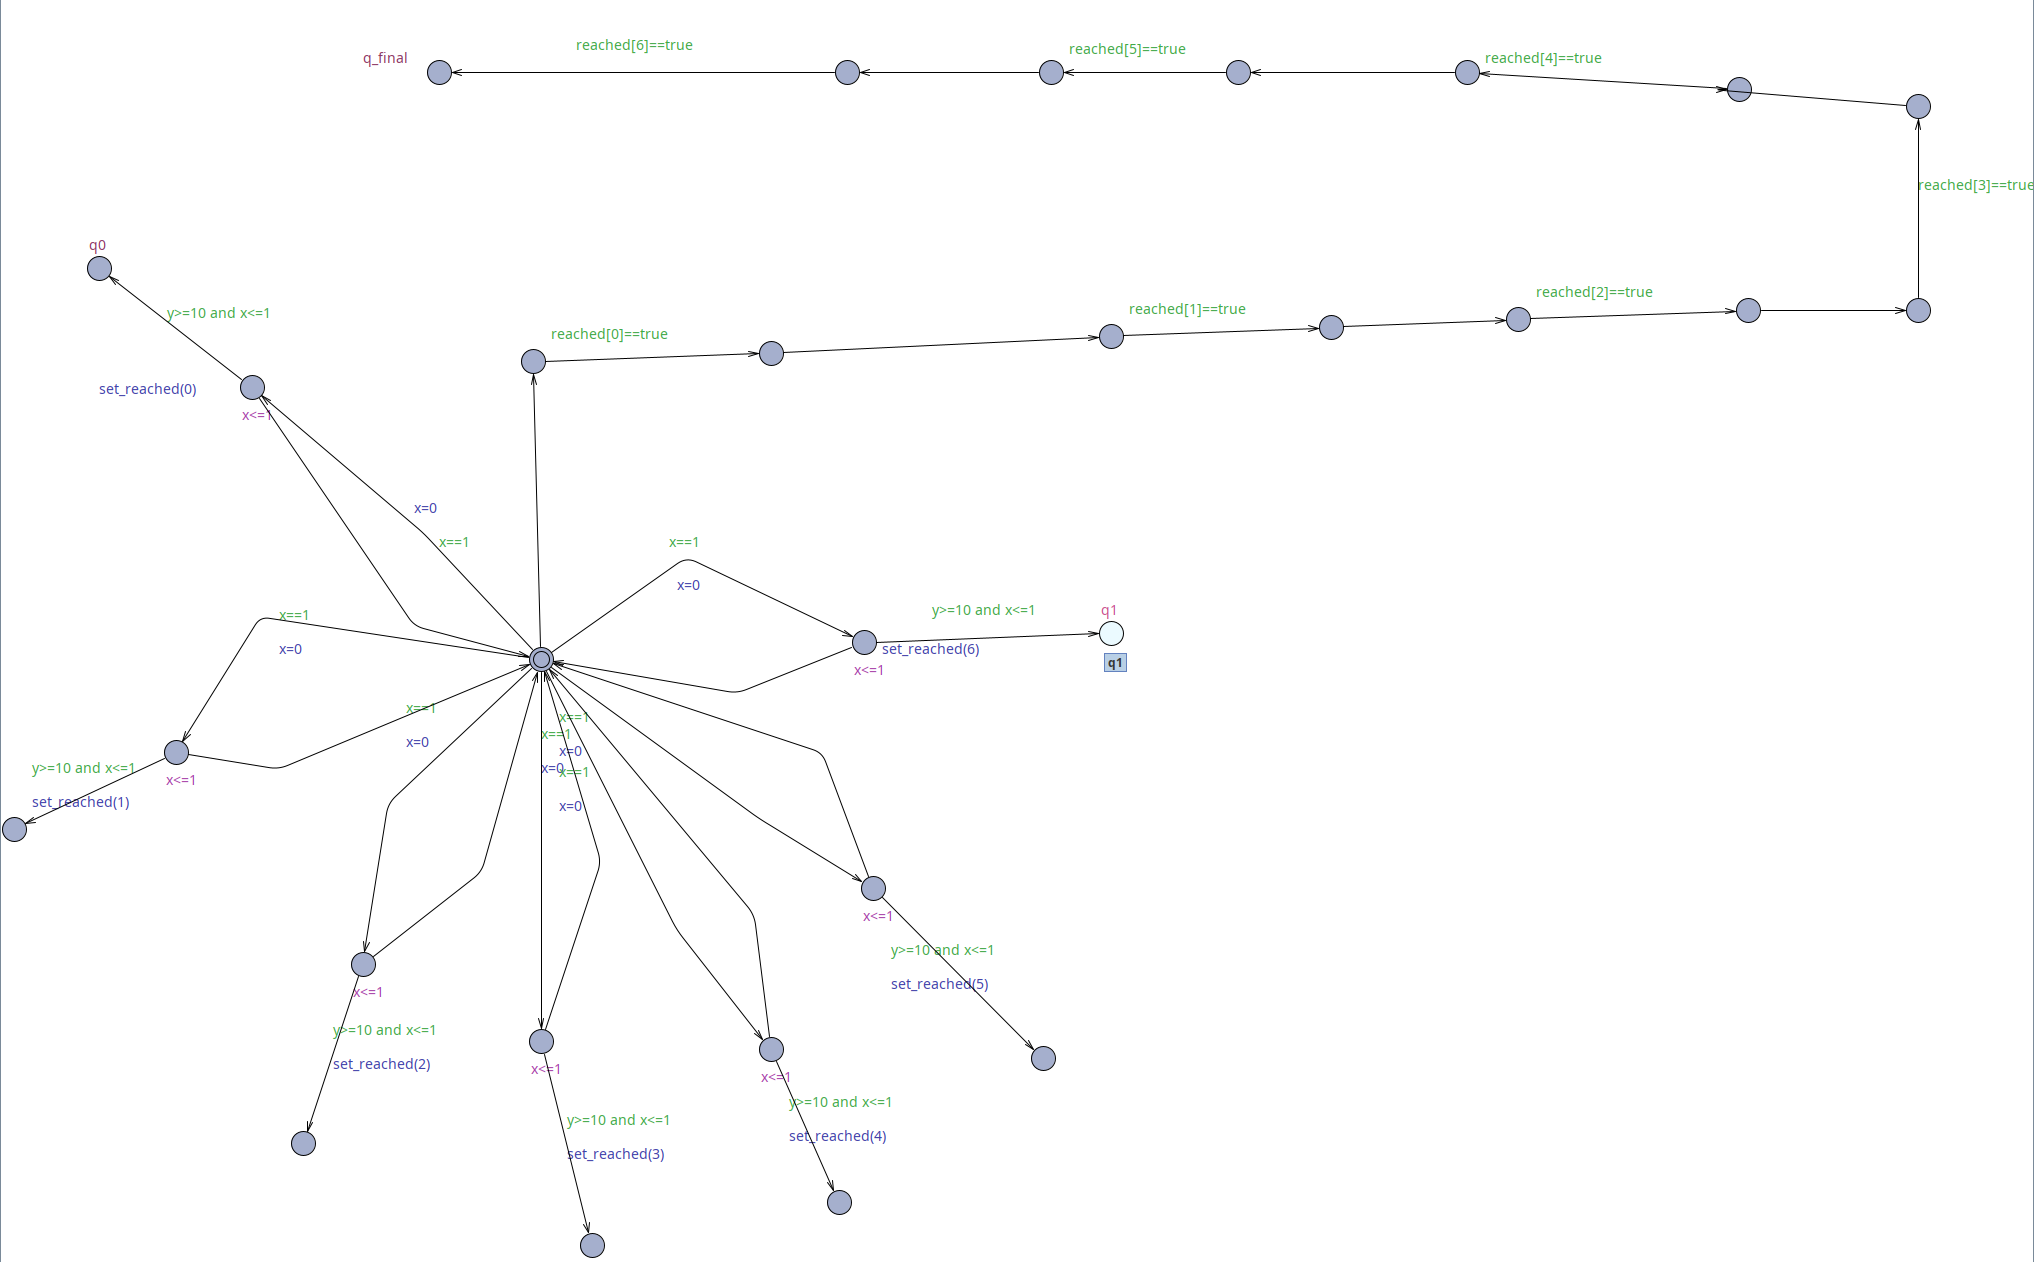 reached[6]==true
reached[5]==true
q_final
reached[4]==true
reached[3]==true
q0
reached[2]==true
y>=10 and x<=1
reached[1]==true
reached[0]==true
set_reached(0)
x<=1
x=0
x==1
x==1
x=0
y>=10 and x<=1
q1
x==1
x=0
set_reached(6)
q1
x<=1
x==1
x=0
x==1
x==1
x=0
x=0
x==1
x=0
y>=10 and x<=1
x<=1
set_reached(1)
x<=1
y>=10 and x<=1
set_reached(5)
x<=1
y>=10 and x<=1
set_reached(2)
x<=1
x<=1
y>=10 and x<=1
set_reached(4)
y>=10 and x<=1
set_reached(3)